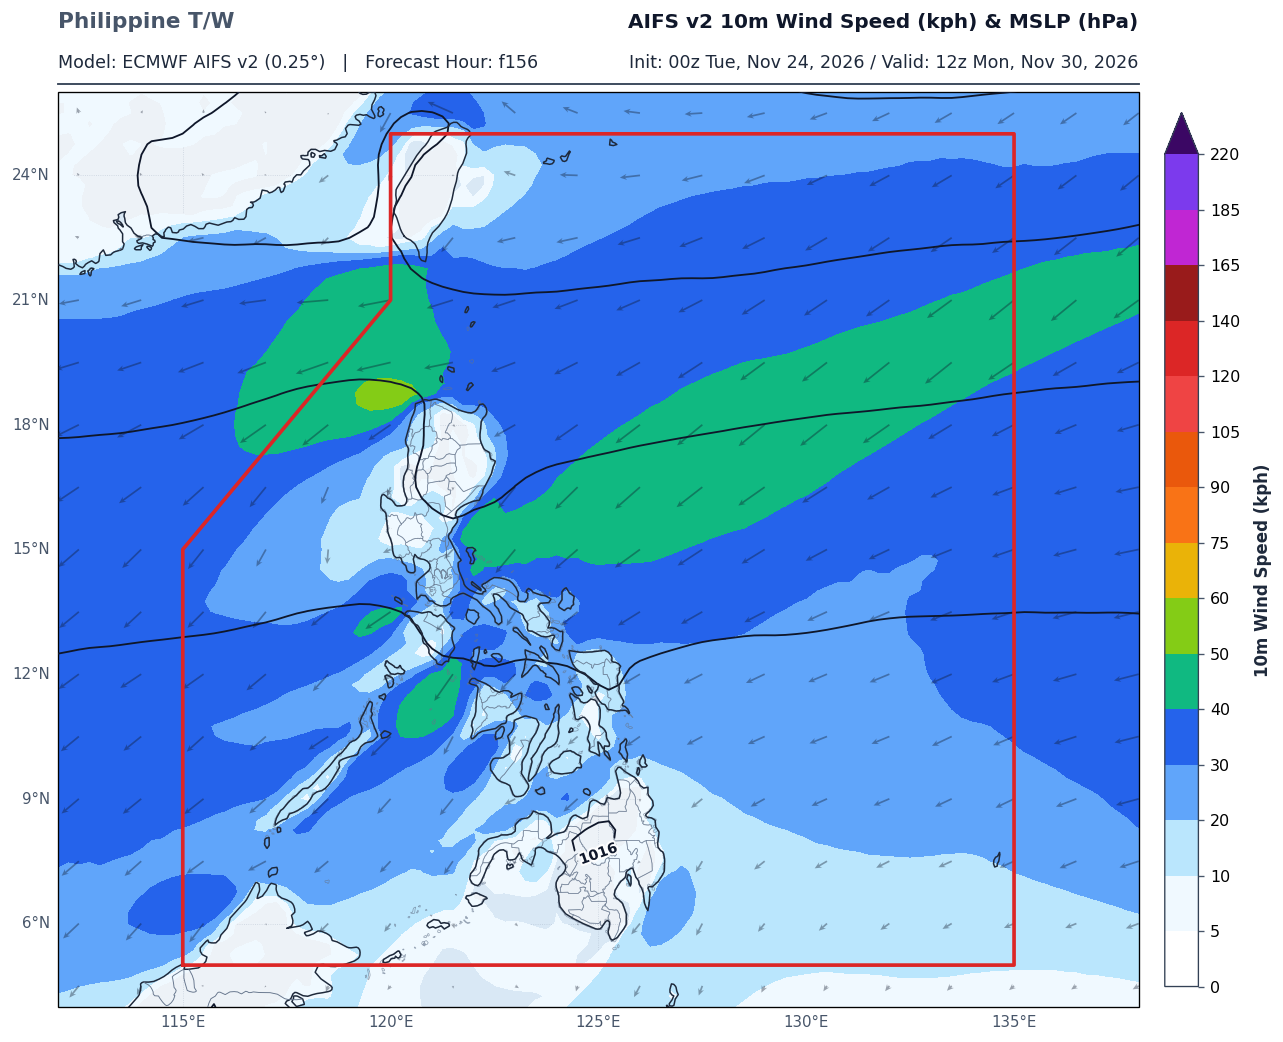 Philippine T/W
AIFS v2 10m Wind Speed (kph) & MSLP (hPa)
Model: ECMWF AIFS v2 (0.25°) | Forecast Hour: f156
Init: 00z Tue, Nov 24, 2026 / Valid: 12z Mon, Nov 30, 2026
24°N
21°N
18°N
15°N
12°N
9°N
6°N
1016
115°E
120°E
125°E
130°E
135°E
220
185
165
140
120
105
90
75
60
50
40
30
20
10
5
0
10m Wind Speed (kph)